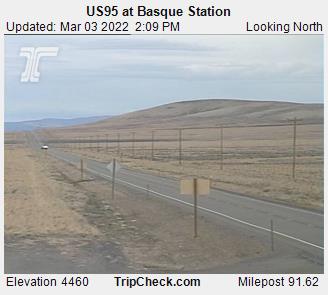 US95 at Basque Station
Updated: Mar 03 2022 2:09 PM Looking North
Elevation 4460 TripCheck.com Milepost 91.62